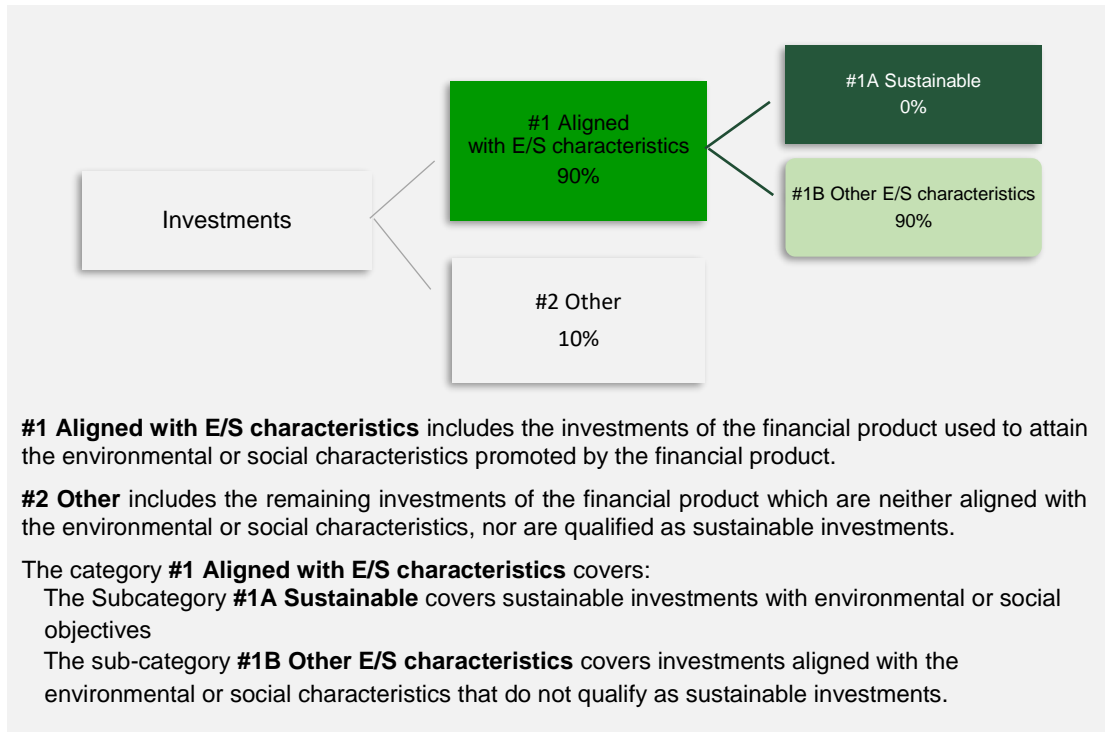 #1A Sustainable
0%
#1 Aligned
with E/S characteristics
90%
#1B Other E/S characteristics
90%
Investments
#2 Other
10%
#1 Aligned with E/S characteristics includes the investments of the financial product used to attain
the environmental or social characteristics promoted by the financial product.
#2 Other includes the remaining investments of the financial product which are neither aligned with
the environmental or social characteristics, nor are qualified as sustainable investments.
The category #1 Aligned with E/S characteristics covers:
The Subcategory #1A Sustainable covers sustainable investments with environmental or social
objectives
The sub-category #1B Other E/S characteristics covers investments aligned with the
environmental or social characteristics that do not qualify as sustainable investments.